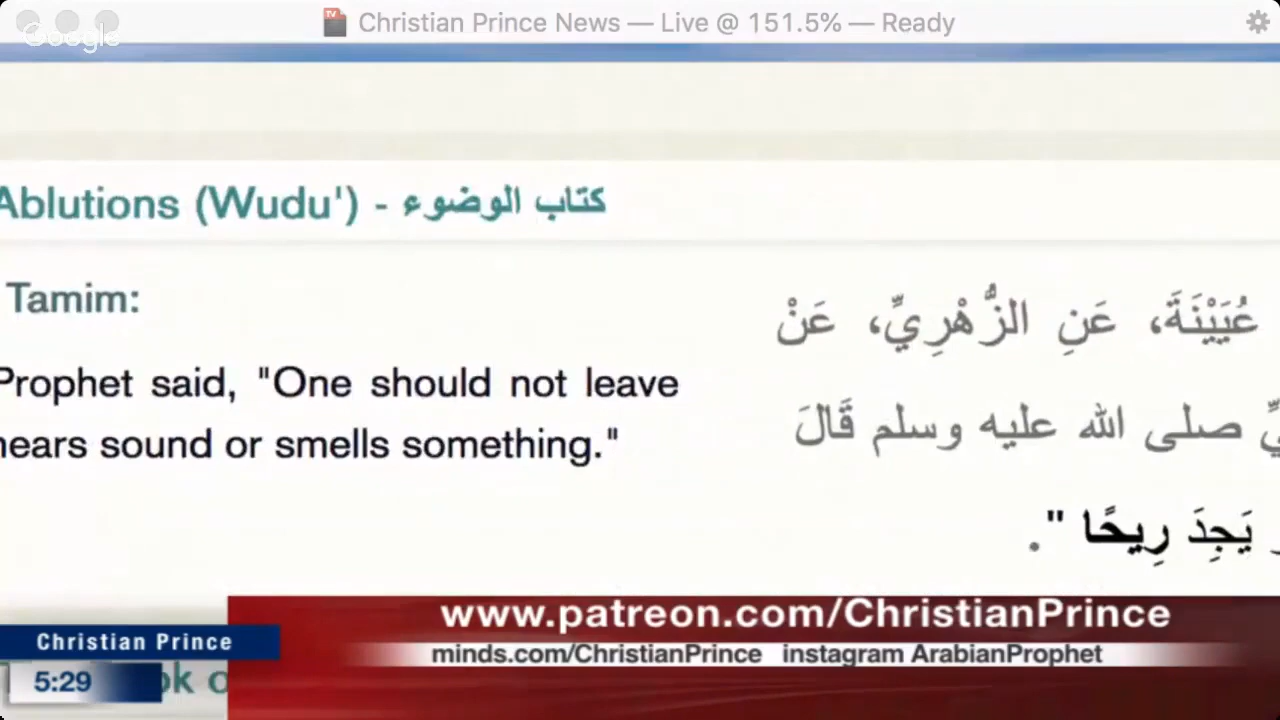 Christian Prince News — Live @ 151.5% — Ready
Google
Ablutions (Wudu') - كتاب الوضوء
Tamim:
عُيَيْنَةَ، عَنِ الزُّهْرِيِّ، عَنْ
Prophet said, "One should not leave
صلى الله عليه وسلم قَالَ
hears sound or smells something."
يَجِدَ رِيحًا ".
www.patreon.com/ChristianPrince
Christian Prince
minds.com/ChristianPrince instagram ArabianProphet
5:29